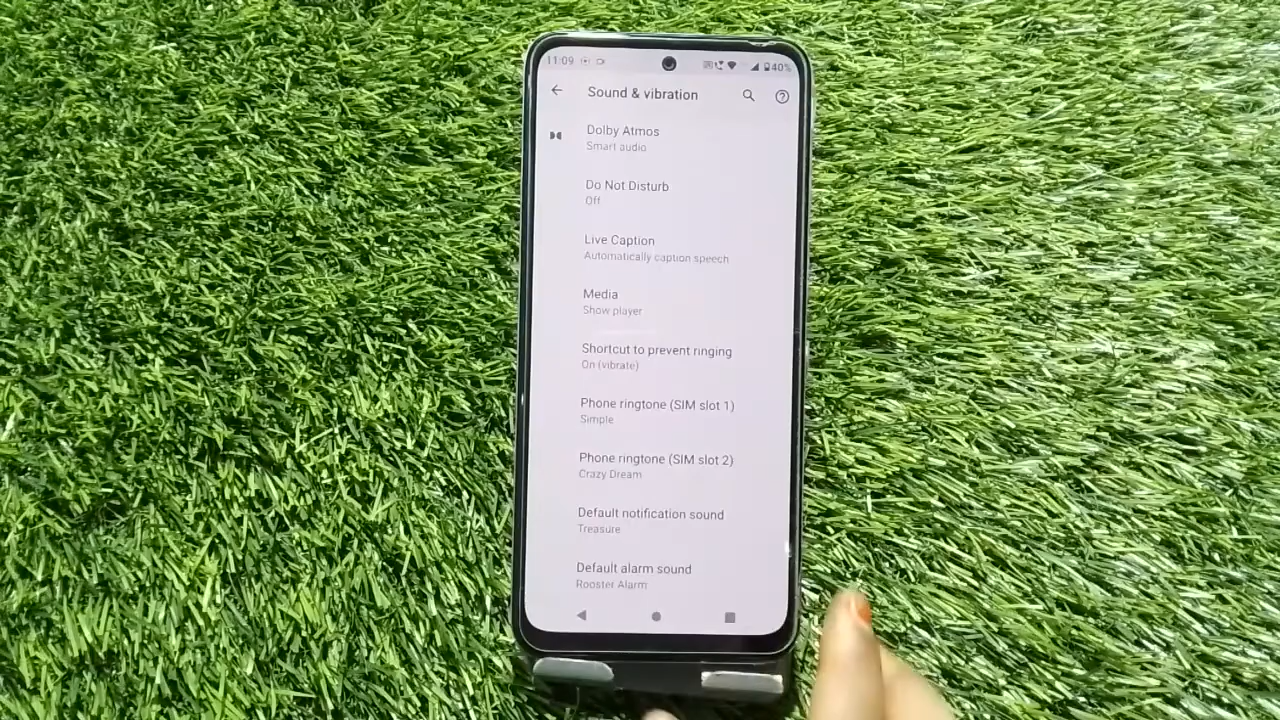 11:09 40%
Sound & vibration
Dolby Atmos
Smart audio
Do Not Disturb
Off
Live Caption
Automatically caption speech
Media
Show player
Shortcut to prevent ringing
On (vibrate)
Phone ringtone (SIM slot 1)
Simple
Phone ringtone (SIM slot 2)
Crazy Dream
Default notification sound
Treasure
Default alarm sound
Rooster Alarm